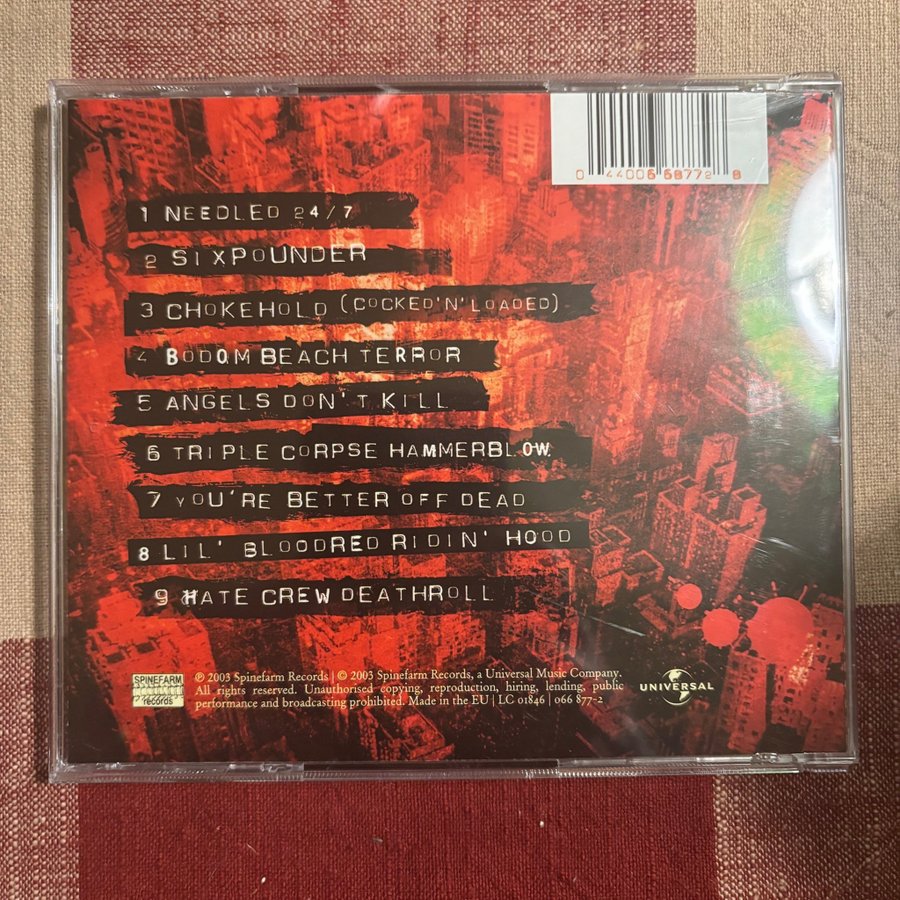 0 44006 68772 8
1 NEEDLED 24/7
2 SIXPOUNDER
3 CHOKEHOLD (COCKED'N'LOADED)
4 BODOM BEACH TERROR
5 ANGELS DON'T KILL
6 TRIPLE CORPSE HAMMERBLOW
7 YOU'RE BETTER OFF DEAD
8 LIL' BLOODRED RIDIN' HOOD
9 HATE CREW DEATHROLL
SPINEFARM
records
℗ 2003 Spinefarm Records | © 2003 Spinefarm Records, a Universal Music Company.
All rights reserved. Unauthorised copying, reproduction, hiring, lending, public
performance and broadcasting prohibited. Made in the EU | LC 01846 | 066 877-2
UNIVERSAL